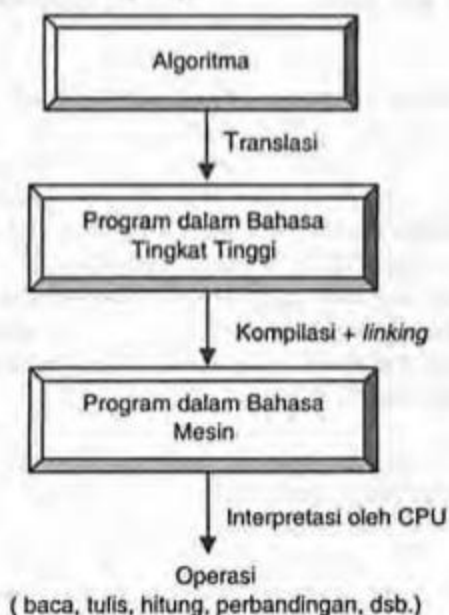 Algoritma
Translasi
Program dalam Bahasa
Tingkat Tinggi
Kompilasi + linking
Program dalam Bahasa
Mesin
Interpretasi oleh CPU
Operasi
( baca, tulis, hitung, perbandingan, dsb.)